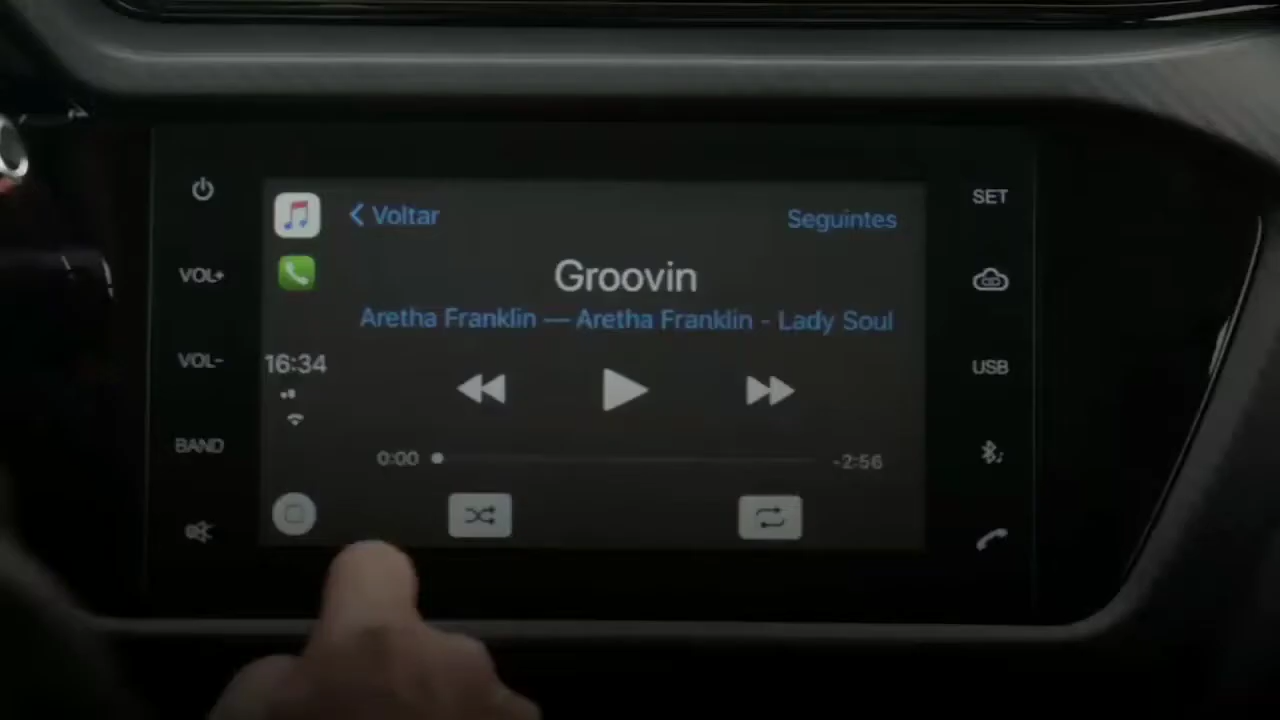 SET
Voltar
Seguintes
VOL+
Groovin
Aretha Franklin — Aretha Franklin - Lady Soul
VOL-
16:34
USB
BAND
0:00
-2:56